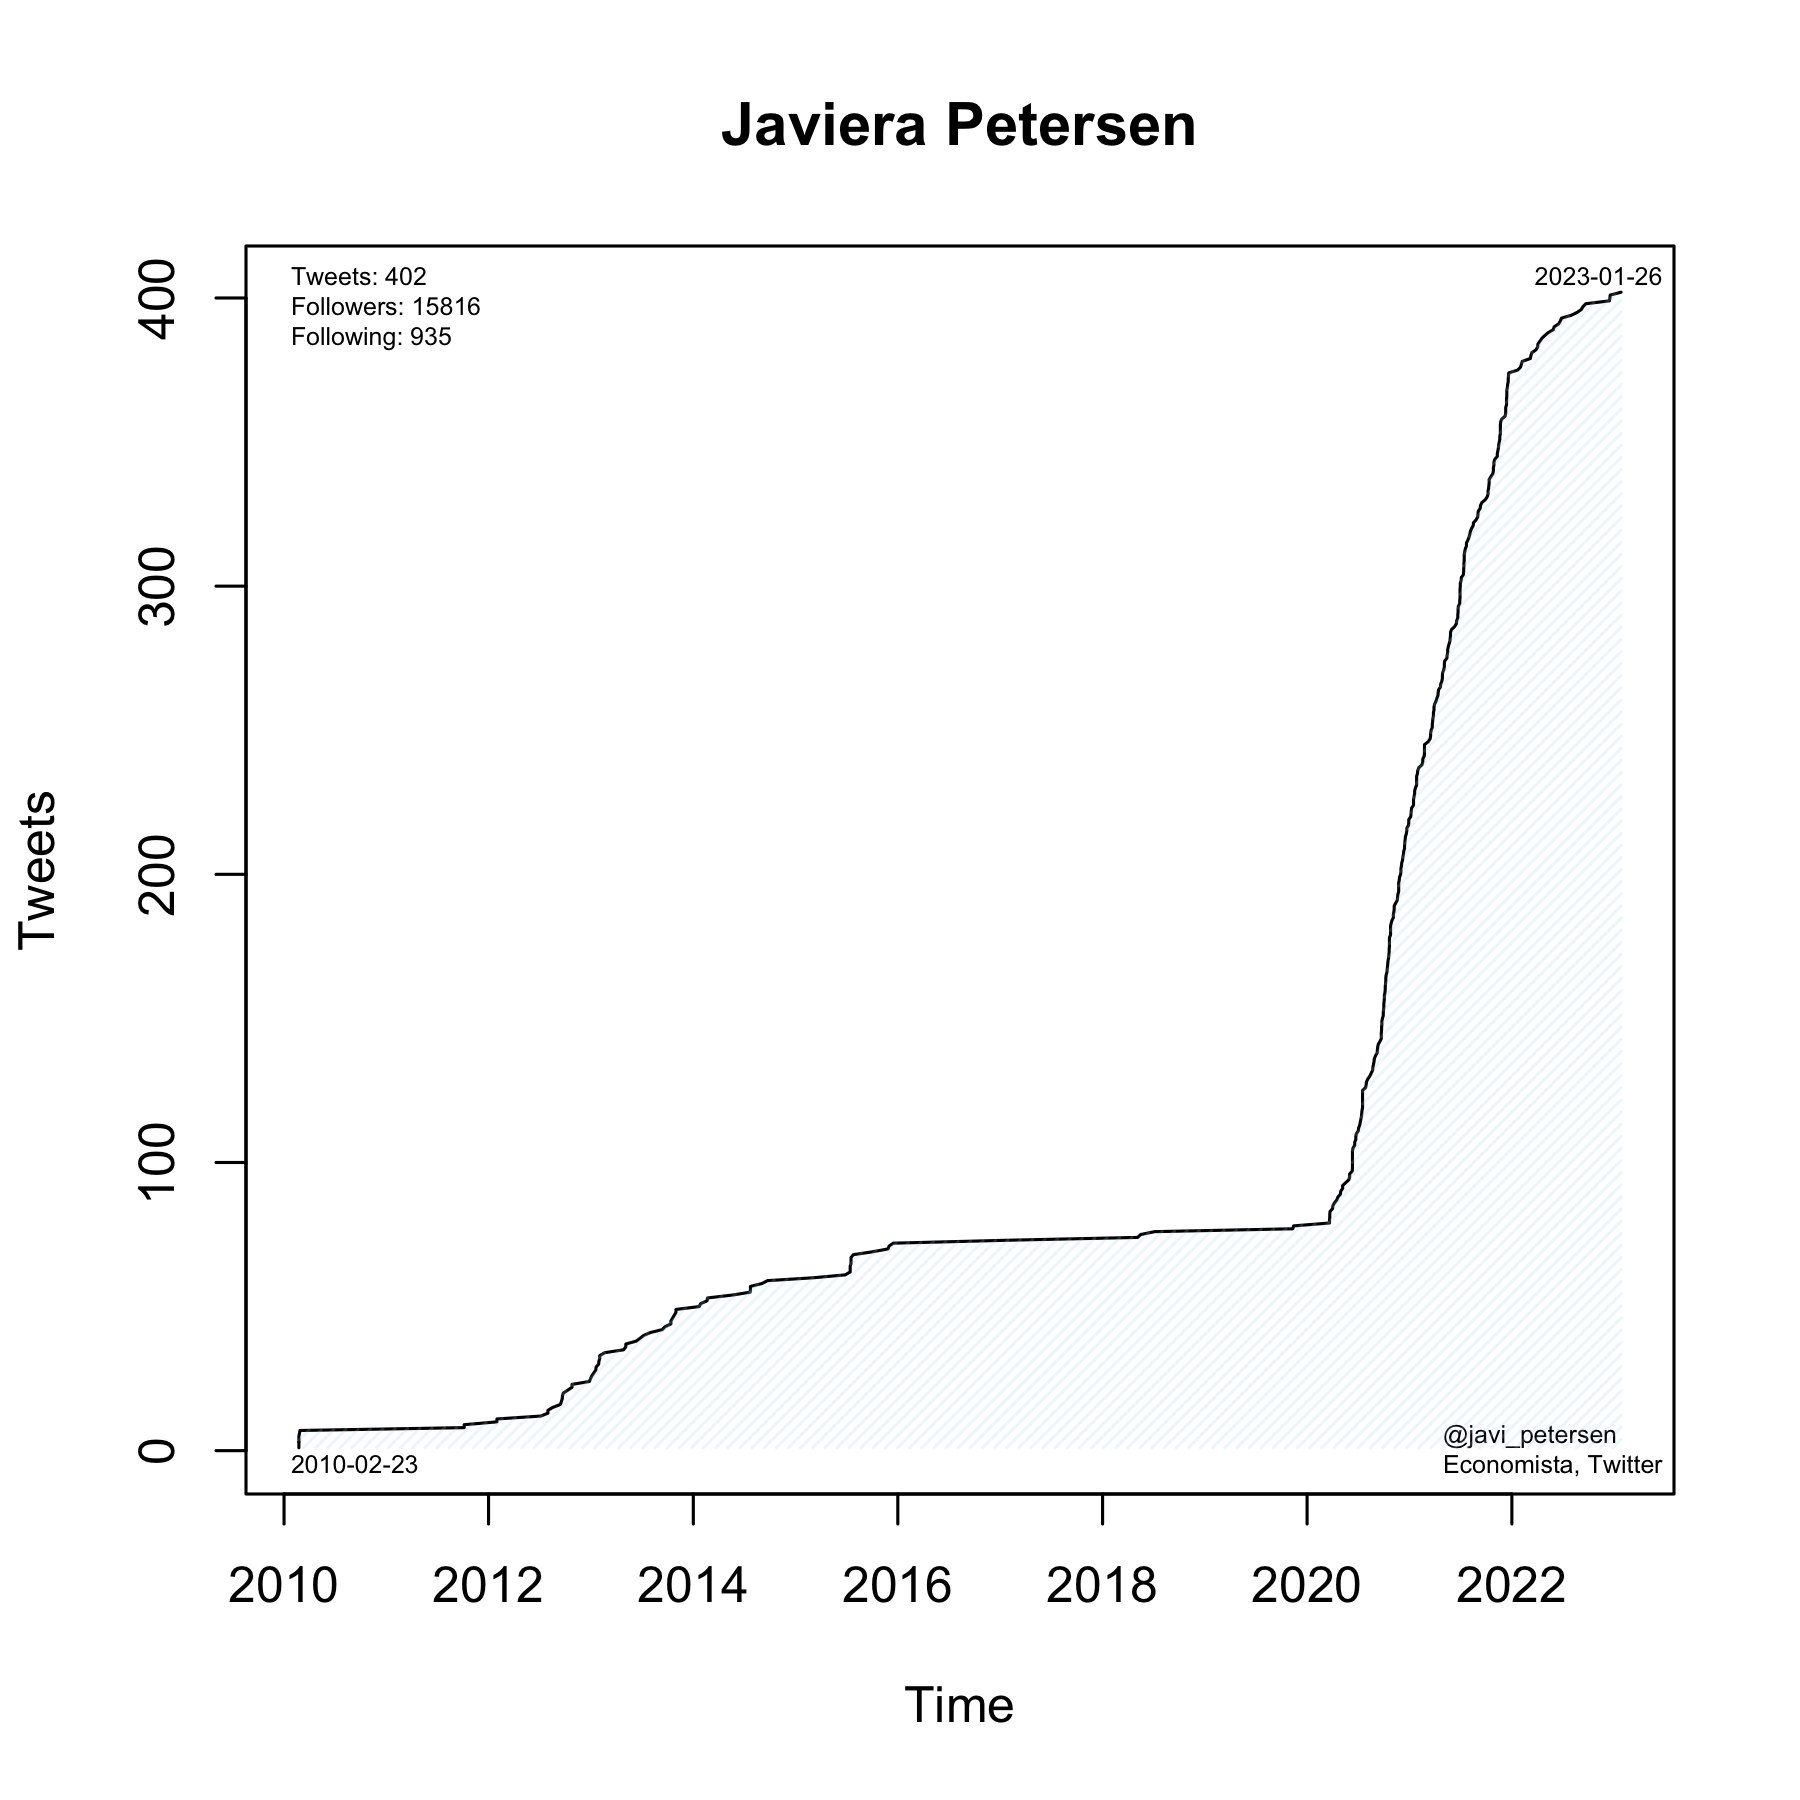 Javiera Petersen
Tweets: 402
Followers: 15816
Following: 935
2023-01-26
Tweets
400
300
200
100
0
2010-02-23
@javi_petersen
Economista, Twitter
2010
2012
2014
2016
2018
2020
2022
Time